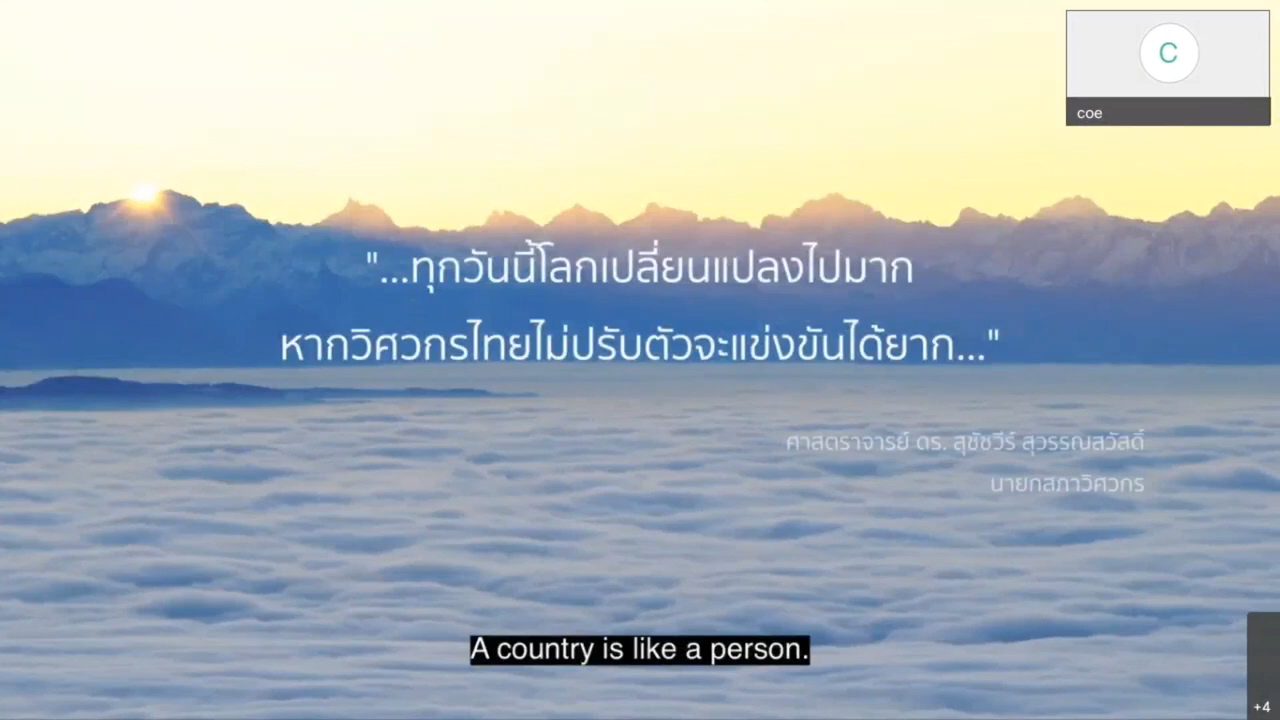 C
coe
"...ทุกวันนี้โลกเปลี่ยนแปลงไปมาก
หากวิศวกรไทยไม่ปรับตัวจะแข่งขันได้ยาก..."
ศาสตราจารย์ ดร. สุชัชวีร์ สุวรรณสวัสดิ์
นายกสภาวิศวกร
A country is like a person.
+4